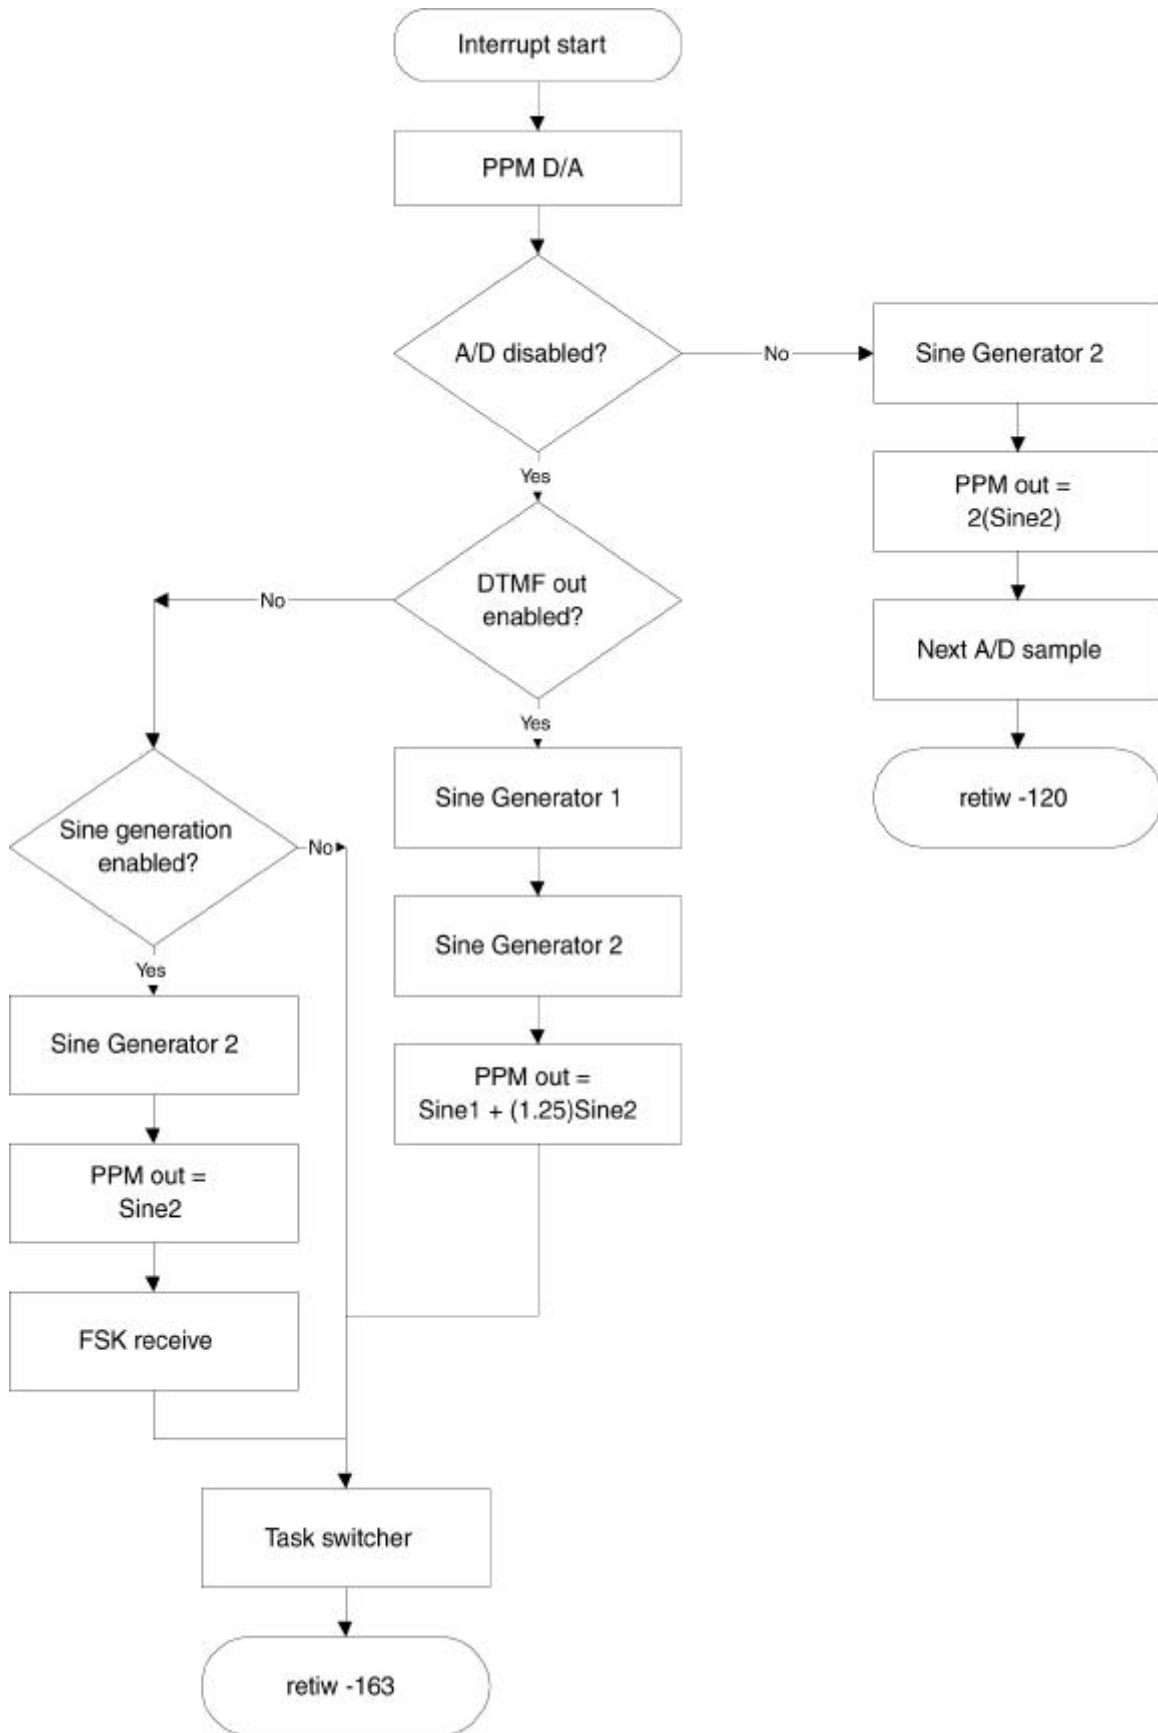 Interrupt start
PPM D/A
A/D disabled?
No
Sine Generator 2
Yes
PPM out =
2(Sine2)
DTMF out
enabled?
No
Next A/D sample
Yes
Sine Generator 1
retiw -120
Sine generation
enabled?
No
Sine Generator 2
Yes
Sine Generator 2
PPM out =
Sine1 + (1.25)Sine2
PPM out =
Sine2
FSK receive
Task switcher
retiw -163